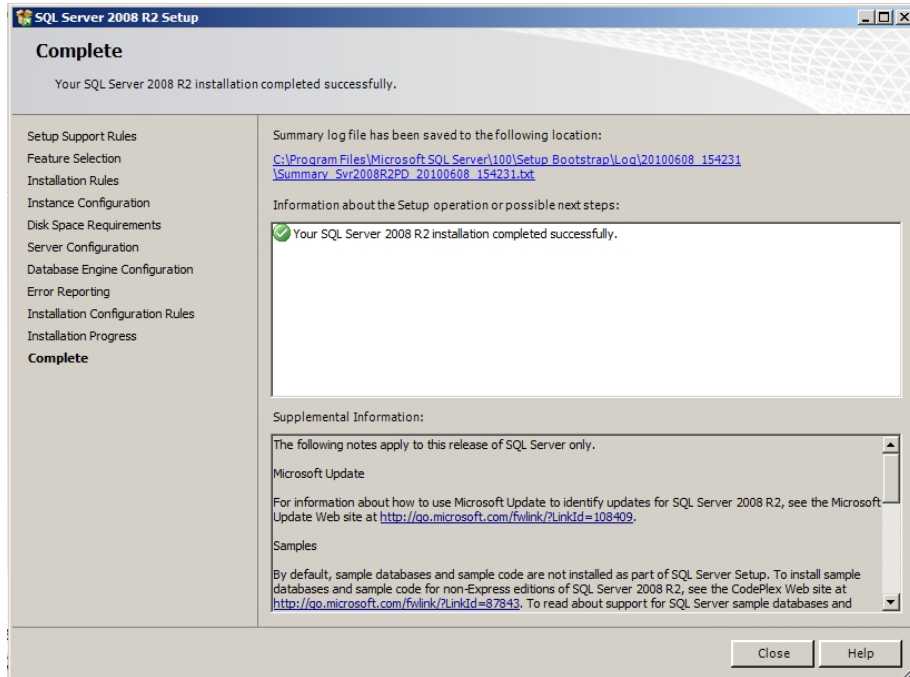 SQL Server 2008 R2 Setup
Complete
Your SQL Server 2008 R2 installation completed successfully.
Setup Support Rules
Feature Selection
Installation Rules
Instance Configuration
Disk Space Requirements
Server Configuration
Database Engine Configuration
Error Reporting
Installation Configuration Rules
Installation Progress
Complete
Summary log file has been saved to the following location:
C:\Program Files\Microsoft SQL Server\100\Setup Bootstrap\Log\20100608_154231
\Summary_Svr2008R2PD_20100608_154231.txt
Information about the Setup operation or possible next steps:
Your SQL Server 2008 R2 installation completed successfully.
Supplemental Information:
The following notes apply to this release of SQL Server only.
Microsoft Update
For information about how to use Microsoft Update to identify updates for SQL Server 2008 R2, see the Microsoft
Update Web site at http://go.microsoft.com/fwlink/?LinkId=108409.
Samples
By default, sample databases and sample code are not installed as part of SQL Server Setup. To install sample
databases and sample code for non-Express editions of SQL Server 2008 R2, see the CodePlex Web site at
http://go.microsoft.com/fwlink/?LinkId=87843. To read about support for SQL Server sample databases and
Close
Help